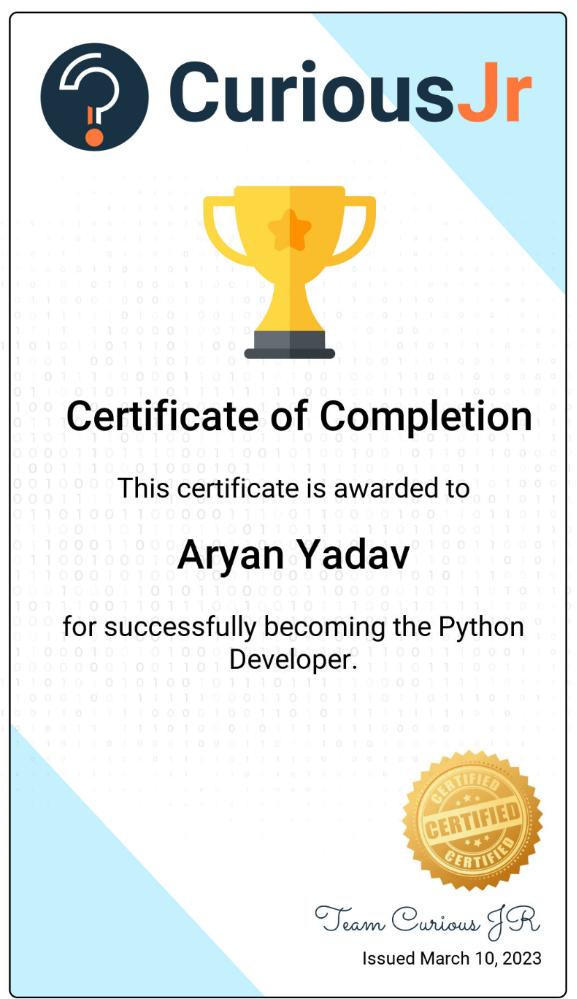 CuriousJr
Certificate of Completion
This certificate is awarded to
Aryan Yadav
for successfully becoming the Python
Developer.
CERTIFIED
CERTIFIED
CERTIFIED
Team Curious JR
Issued March 10, 2023